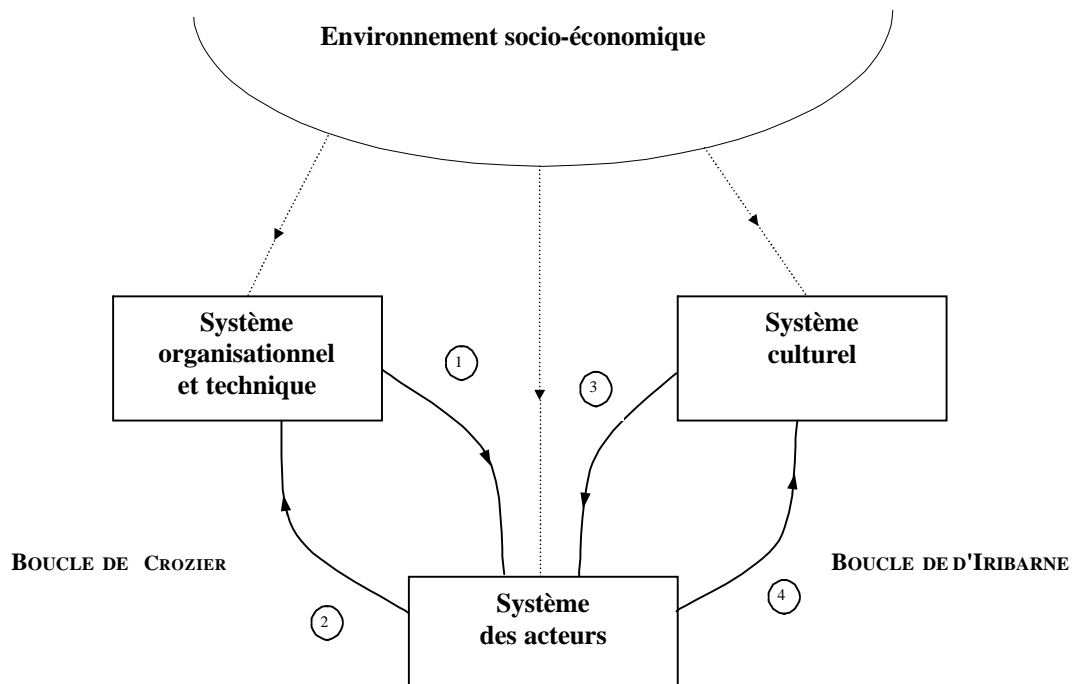 Environnement socio-économique
Système
organisationnel
et technique
Système
culturel
1
3
BOUCLE DE CROZIER
BOUCLE DE D'IRIBARNE
2
Système
des acteurs
4